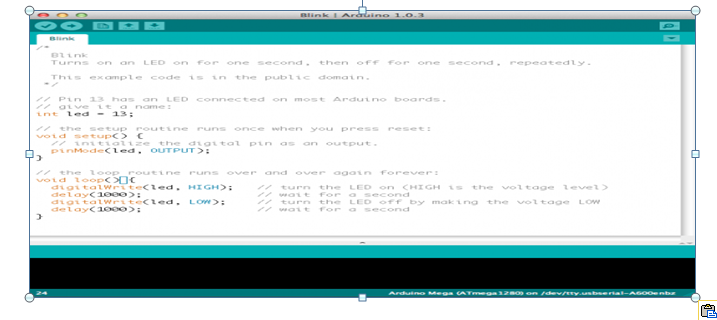 Blink | Arduino 1.0.3
Blink
/*
Blink
Turns on an LED on for one second, then off for one second, repeatedly.
This example code is in the public domain.
*/
// Pin 13 has an LED connected on most Arduino boards.
// give it a name:
int led = 13;
// the setup routine runs once when you press reset:
void setup() {
// initialize the digital pin as an output.
pinMode(led, OUTPUT);
}
// the loop routine runs over and over again forever:
void loop() {
digitalWrite(led, HIGH); // turn the LED on (HIGH is the voltage level)
delay(1000); // wait for a second
digitalWrite(led, LOW); // turn the LED off by making the voltage LOW
delay(1000); // wait for a second
}
24
Arduino Mega (ATmega1280) on /dev/tty.usbserial-A600enbz